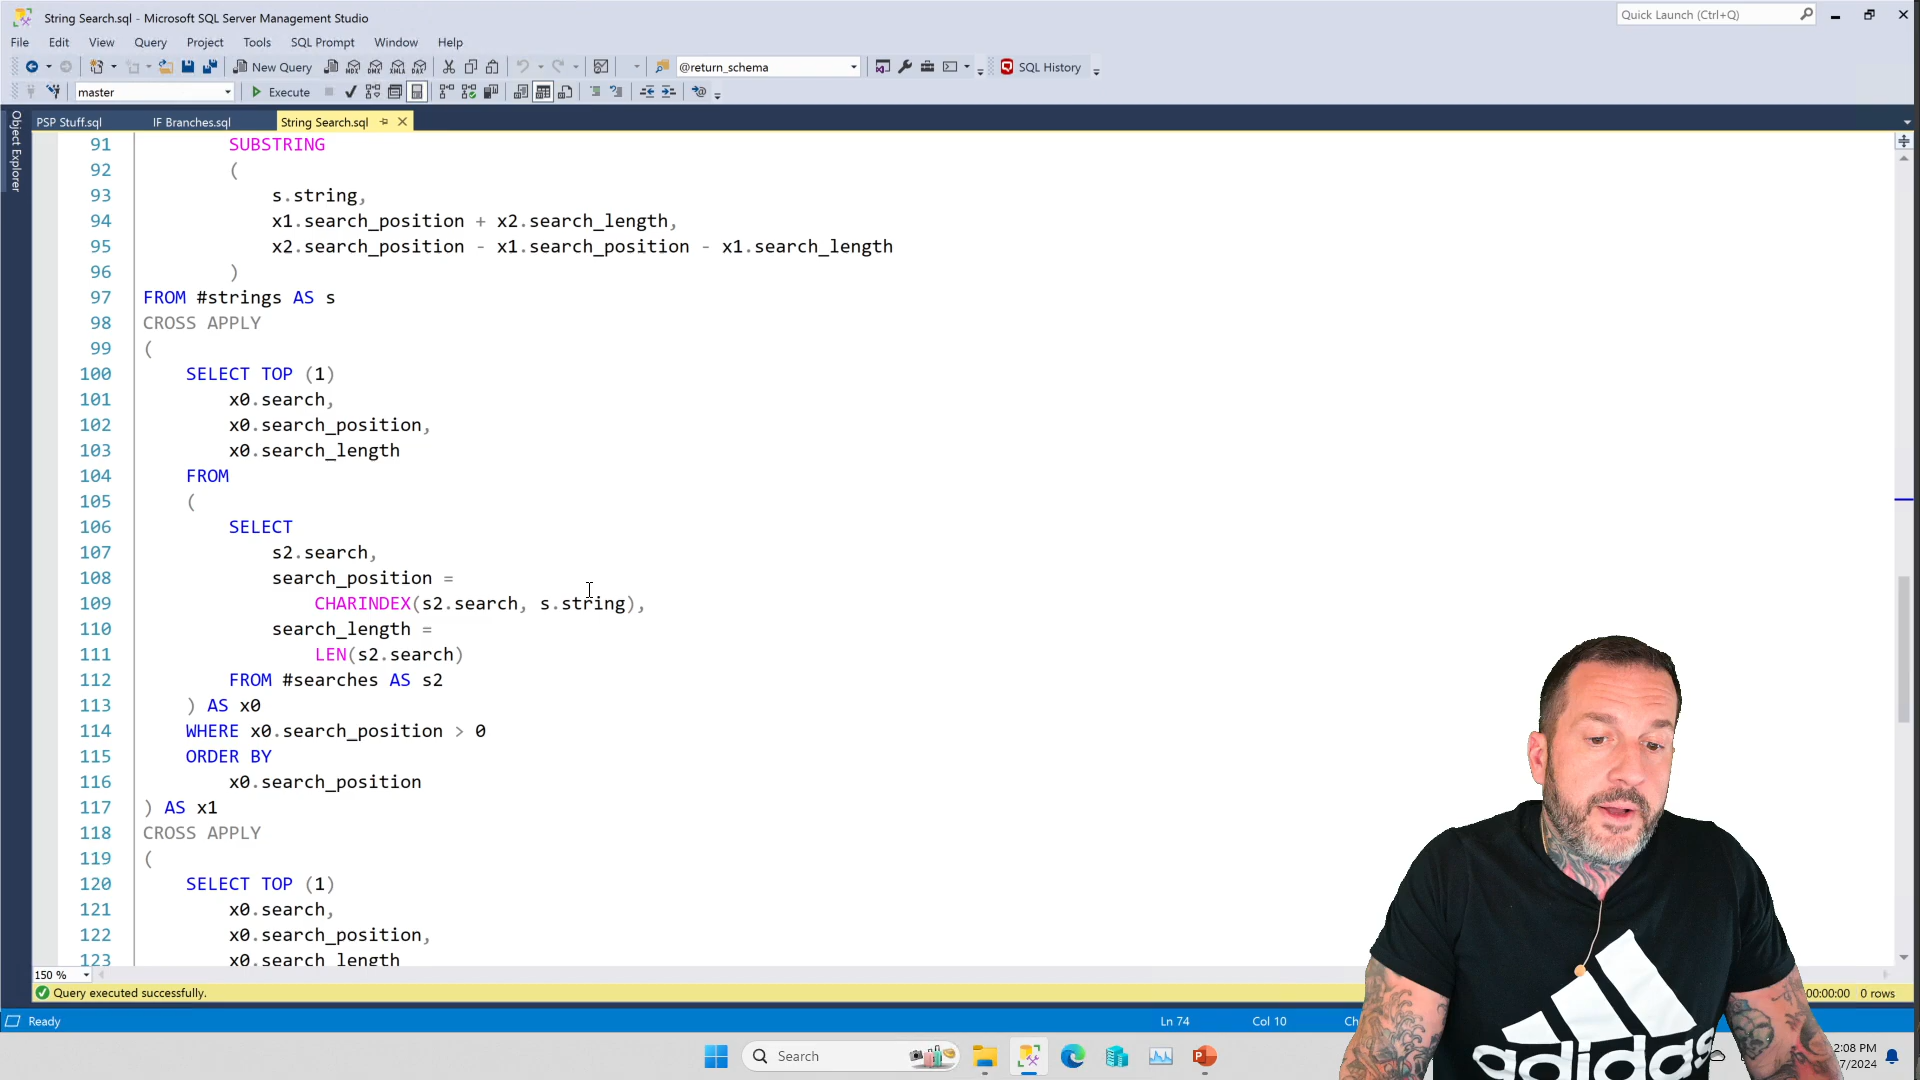 String Search.sql - Microsoft SQL Server Management Studio
Quick Launch (Ctrl+Q)
File Edit View Query Project Tools SQL Prompt Window Help
New Query MDX DMX XMLA DAX @return_schema SQL History
master Execute
Object Explorer
PSP Stuff.sql IF Branches.sql String Search.sql
91 SUBSTRING
92 (
93 s.string,
94 x1.search_position + x2.search_length,
95 x2.search_position - x1.search_position - x1.search_length
96 )
97 FROM #strings AS s
98 CROSS APPLY
99 (
100 SELECT TOP (1)
101 x0.search,
102 x0.search_position,
103 x0.search_length
104 FROM
105 (
106 SELECT
107 s2.search,
108 search_position =
109 CHARINDEX(s2.search, s.string),
110 search_length =
111 LEN(s2.search)
112 FROM #searches AS s2
113 ) AS x0
114 WHERE x0.search_position > 0
115 ORDER BY
116 x0.search_position
117 ) AS x1
118 CROSS APPLY
119 (
120 SELECT TOP (1)
121 x0.search,
122 x0.search_position,
123 x0.search_length
150 %
Query executed successfully. 00:00:00 0 rows
Ready Ln 74 Col 10 Ch
Search
2:08 PM
7/2024
adidas